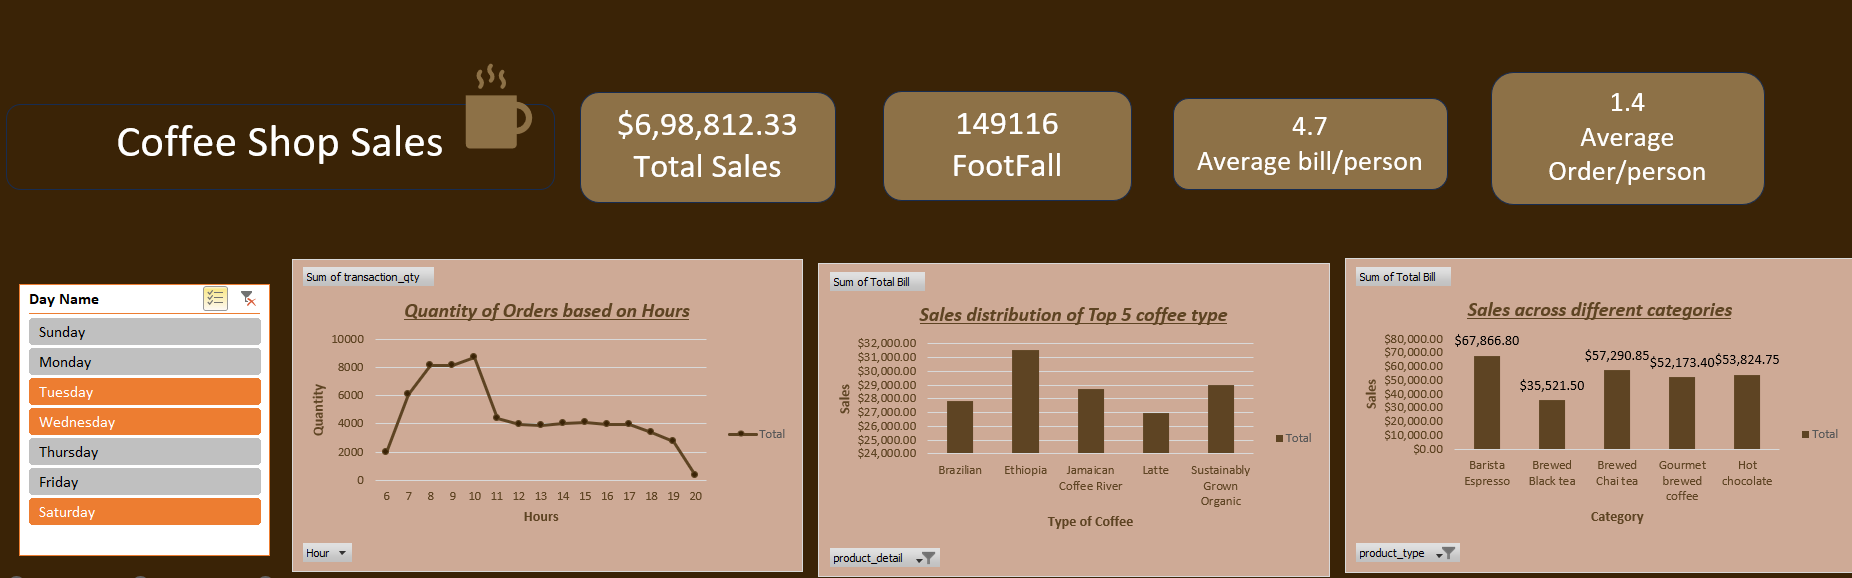 Coffee Shop Sales
$6,98,812.33
Total Sales
149116
FootFall
4.7
Average bill/person
1.4
Average
Order/person
Day Name
Sunday
Monday
Tuesday
Wednesday
Thursday
Friday
Saturday
Sum of transaction_qty
Quantity of Orders based on Hours
10000
8000
6000
4000
2000
0
Quantity
6 7 8 9 10 11 12 13 14 15 16 17 18 19 20
Hours
Total
Hour
Sum of Total Bill
Sales distribution of Top 5 coffee type
$32,000.00
$31,000.00
$30,000.00
$29,000.00
$28,000.00
$27,000.00
$26,000.00
$25,000.00
$24,000.00
Sales
Brazilian Ethiopia Jamaican Latte Sustainably
Coffee River Grown
Organic
Type of Coffee
Total
product_detail
Sum of Total Bill
Sales across different categories
$80,000.00
$70,000.00
$60,000.00
$50,000.00
$40,000.00
$30,000.00
$20,000.00
$10,000.00
$0.00
Sales
$67,866.80
$35,521.50
$57,290.85
$52,173.40
$53,824.75
Barista Brewed Brewed Gourmet Hot
Espresso Black tea Chai tea brewed chocolate
coffee
Category
Total
product_type